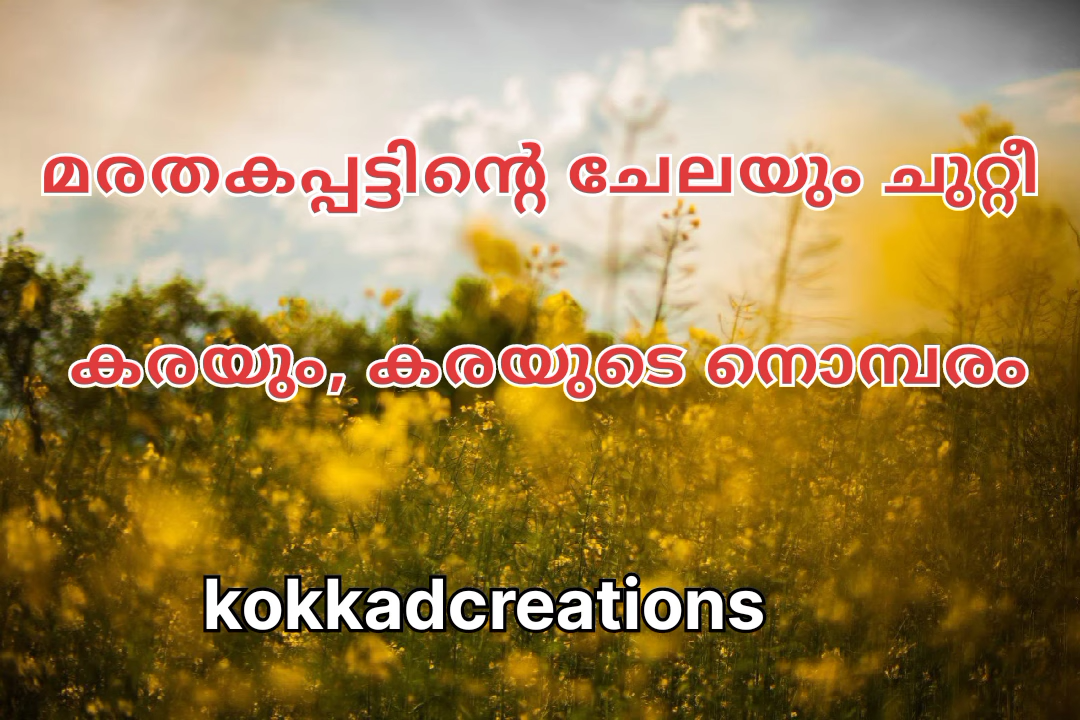 മരതകപ്പട്ടിന്റെ ചേലയും ചുറ്റീ
കരയും, കരയുടെ നൊമ്പരം
kokkadcreations